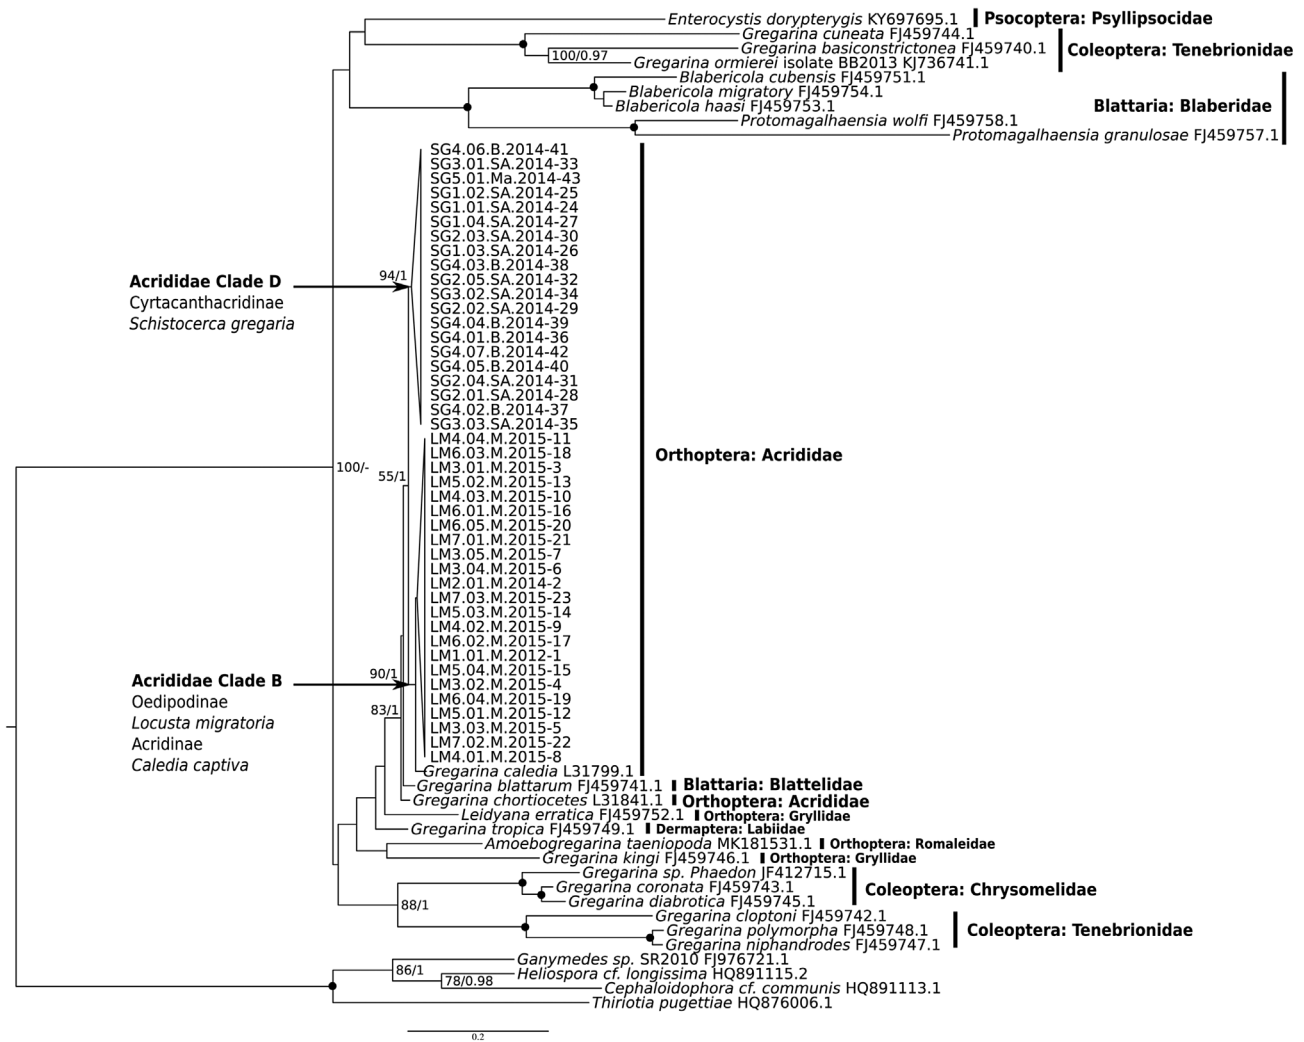 Enterocystis dorypterygis KY697695.1 Psocoptera: Psyllipsocidae
Gregarina cuneata FJ459744.1
Gregarina basiconstrictonea FJ459740.1 Coleoptera: Tenebrionidae
100/0.97
Gregarina ormierei isolate BB2013 KJ736741.1
Blabericola cubensis FJ459751.1
Blabericola migratory FJ459754.1
Blabericola haasi FJ459753.1 Blattaria: Blaberidae
Protomagalhaensia wolfi FJ459758.1
Protomagalhaensia granulosae FJ459757.1
SG4.06.B.2014-41
SG3.01.SA.2014-33
SG5.01.Ma.2014-43
SG1.02.SA.2014-25
SG1.01.SA.2014-24
SG1.04.SA.2014-27
SG2.03.SA.2014-30
SG1.03.SA.2014-26
SG4.03.B.2014-38
SG2.05.SA.2014-32
SG3.02.SA.2014-34
SG2.02.SA.2014-29
SG4.04.B.2014-39
SG4.01.B.2014-36
SG4.07.B.2014-42
SG4.05.B.2014-40
SG2.04.SA.2014-31
SG2.01.SA.2014-28
SG4.02.B.2014-37
SG3.03.SA.2014-35
94/1
Acrididae Clade D
Cyrtacanthacridinae
Schistocerca gregaria
LM4.04.M.2015-11
LM6.03.M.2015-18
LM3.01.M.2015-3
LM5.02.M.2015-13
LM4.03.M.2015-10
LM6.01.M.2015-16
LM6.05.M.2015-20
LM7.01.M.2015-21
LM3.05.M.2015-7
LM3.04.M.2015-6
LM2.01.M.2014-2
LM7.03.M.2015-23
LM5.03.M.2015-14
LM4.02.M.2015-9
LM6.02.M.2015-17
LM1.01.M.2012-1
LM5.04.M.2015-15
LM3.02.M.2015-4
LM6.04.M.2015-19
LM5.01.M.2015-12
LM3.03.M.2015-5
LM7.02.M.2015-22
LM4.01.M.2015-8
Orthoptera: Acrididae
100/-
55/1
90/1
83/1
Acrididae Clade B
Oedipodinae
Locusta migratoria
Acridinae
Caledia captiva
Gregarina caledia L31799.1
Gregarina blattarum FJ459741.1 Blattaria: Blattelidae
Gregarina chortiocetes L31841.1 Orthoptera: Acrididae
Leidyana erratica FJ459752.1 Orthoptera: Gryllidae
Gregarina tropica FJ459749.1 Dermaptera: Labiidae
Amoebogregarina taeniopoda MK181531.1 Orthoptera: Romaleidae
Gregarina kingi FJ459746.1 Orthoptera: Gryllidae
Gregarina sp. Phaedon JF412715.1
Gregarina coronata FJ459743.1 Coleoptera: Chrysomelidae
Gregarina diabrotica FJ459745.1
88/1
Gregarina cloptoni FJ459742.1
Gregarina polymorpha FJ459748.1 Coleoptera: Tenebrionidae
Gregarina niphandrodes FJ459747.1
Ganymedes sp. SR2010 FJ976721.1
86/1
Heliospora cf. longissima HQ891115.2
78/0.98
Cephaloidophora cf. communis HQ891113.1
Thiriotia pugettiae HQ876006.1
0.2